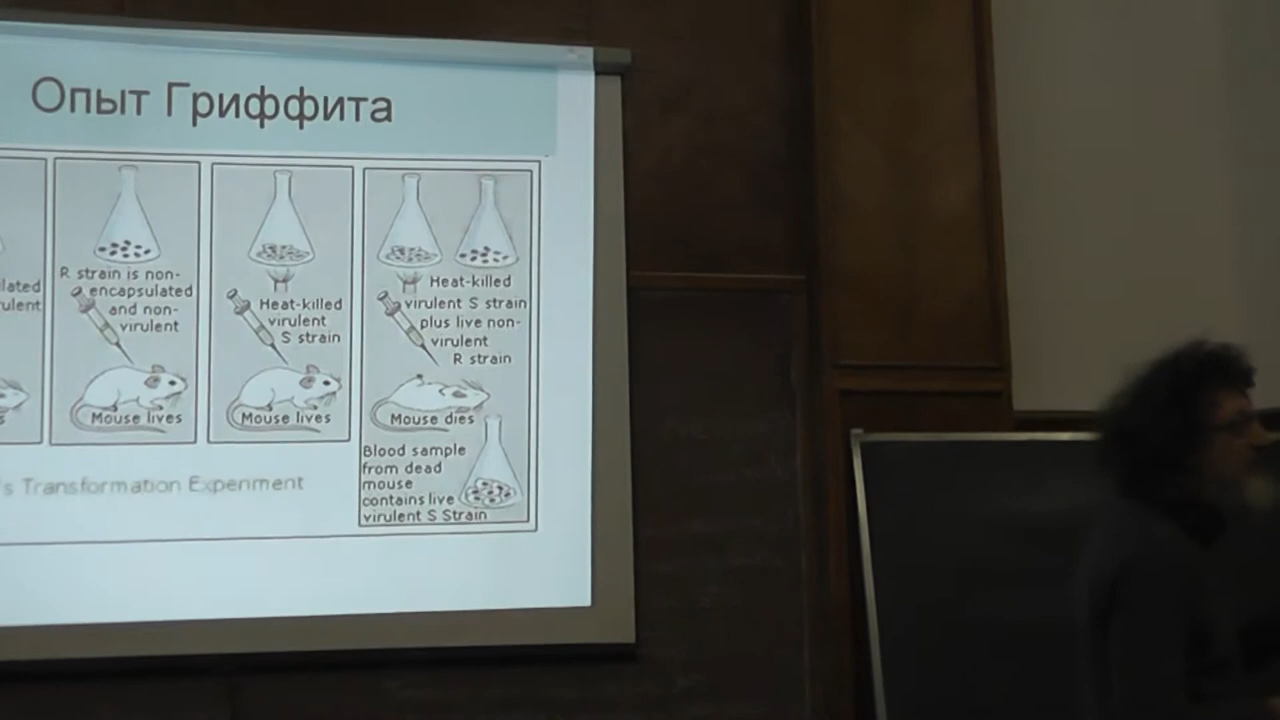 Опыт Гриффита
R strain is non-
encapsulated
and non-
virulent
Mouse lives
Heat-killed
virulent
S strain
Mouse lives
Heat-killed
virulent S strain
plus live non-
virulent
R strain
Mouse dies
Blood sample
from dead
mouse
contains live
virulent S Strain
's Transformation Experiment